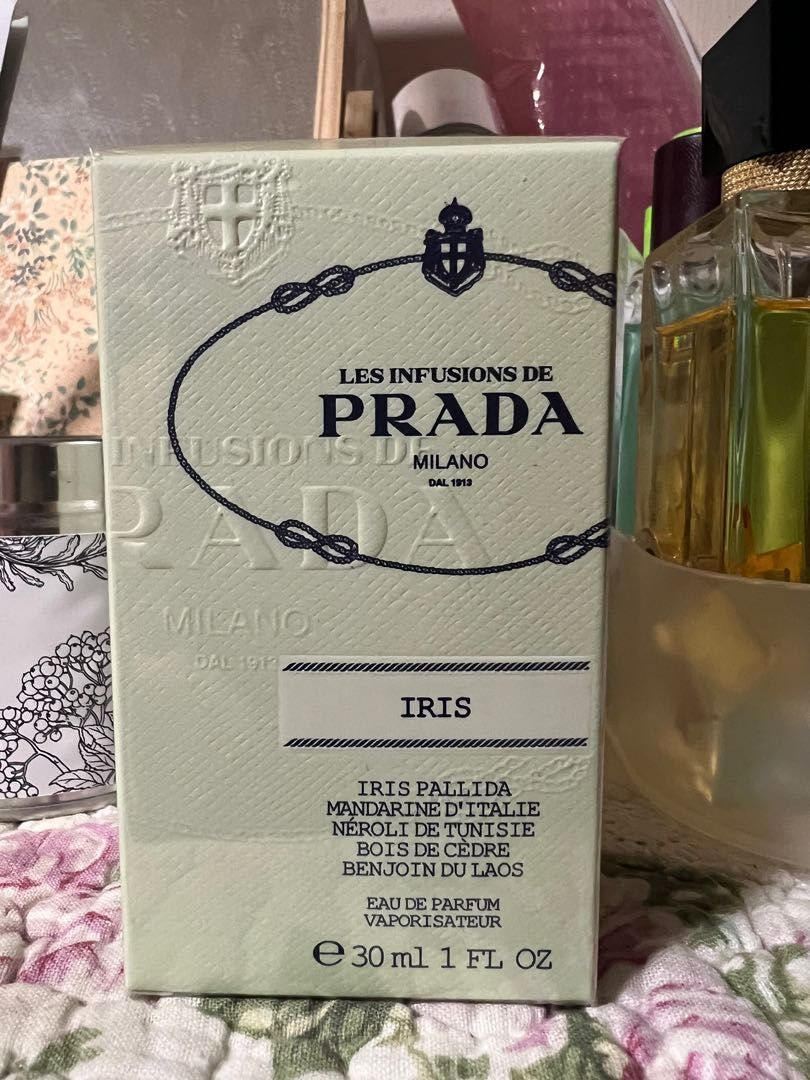 LES INFUSIONS DE
PRADA
MILANO
DAL 1913
INFUSIONS DE
PRADA
MILANO
DAL 1913
IRIS
IRIS PALLIDA
MANDARINE D'ITALIE
NÉROLI DE TUNISIE
BOIS DE CÈDRE
BENJOIN DU LAOS
EAU DE PARFUM
VAPORISATEUR
℮ 30 ml 1 FL OZ